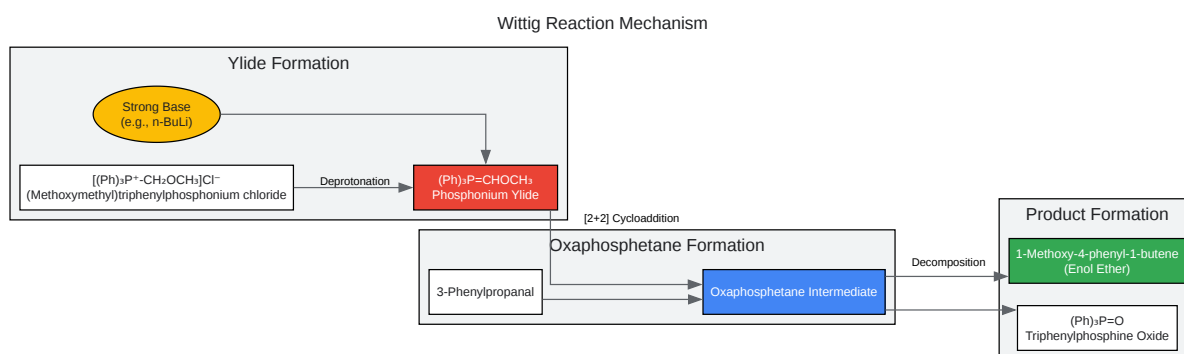 Wittig Reaction Mechanism
Ylide Formation
Strong Base
(e.g., n-BuLi)
[(Ph)₃P⁺-CH₂OCH₃]Cl⁻
(Methoxymethyl)triphenylphosphonium chloride
Deprotonation
(Ph)₃P=CHOCH₃
Phosphonium Ylide
[2+2] Cycloaddition
Oxaphosphetane Formation
3-Phenylpropanal
Oxaphosphetane Intermediate
Decomposition
Product Formation
1-Methoxy-4-phenyl-1-butene
(Enol Ether)
(Ph)₃P=O
Triphenylphosphine Oxide